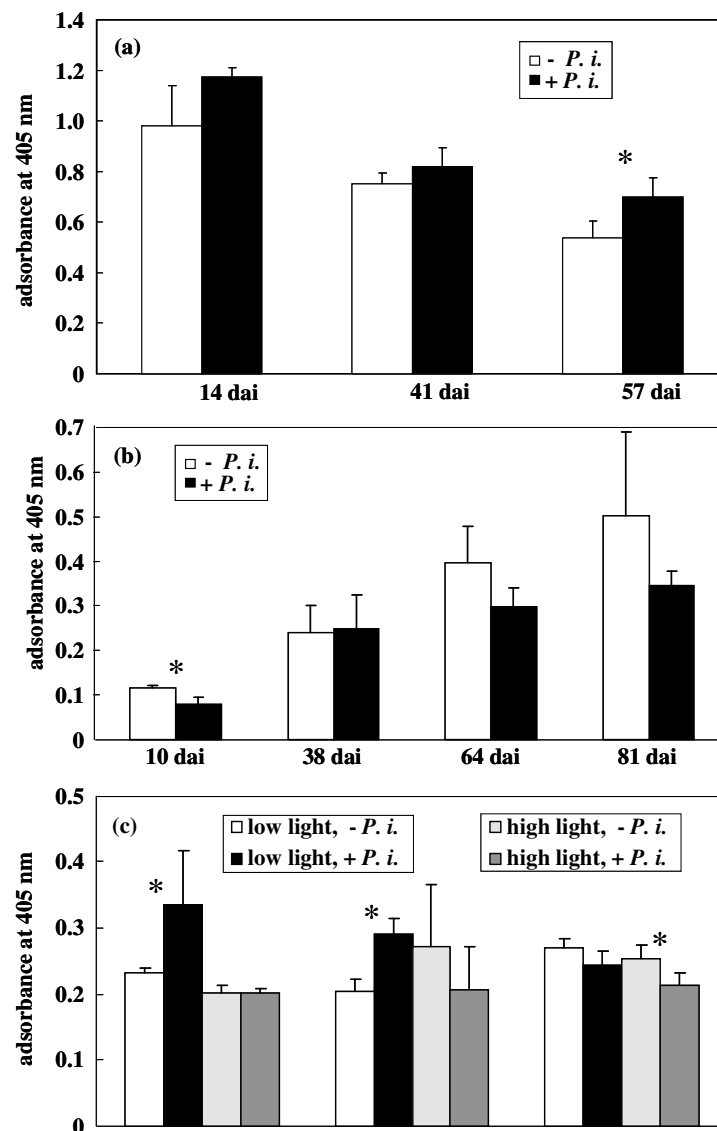 (a)
- P. i.
+ P. i.
adsorbance at 405 nm
1.4
1.2
1.0
0.8
0.6
0.4
0.2
0
*
14 dai 41 dai 57 dai
(b)
- P. i.
+ P. i.
adsorbance at 405 nm
0.7
0.6
0.5
0.4
0.3
0.2
0.1
0
*
10 dai 38 dai 64 dai 81 dai
(c)
low light, - P. i.
low light, + P. i.
high light, - P. i.
high light, + P. i.
adsorbance at 405 nm
0.5
0.4
0.3
0.2
0.1
0
* * *